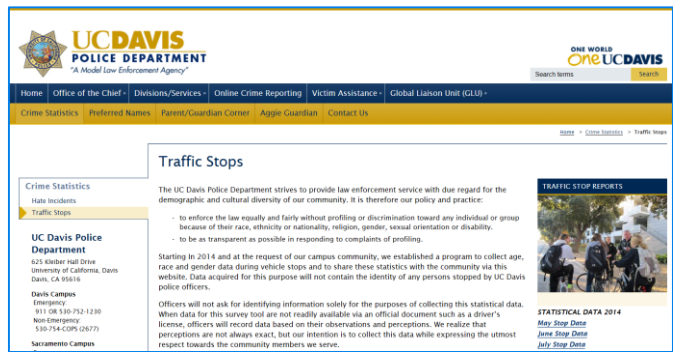 UCDAVIS
POLICE DEPARTMENT
"A Model Law Enforcement Agency"
ONE WORLD
One UCDAVIS
Search terms
Search
Home Office of the Chief Divisions/Services Online Crime Reporting Victim Assistance Global Liaison Unit (GLU)
Crime Statistics Preferred Names Parent/Guardian Corner Aggie Guardian Contact Us
Home > Crime Statistics > Traffic Stops
Crime Statistics
Hate Incidents
Traffic Stops
UC Davis Police
Department
625 Kleiber Hall Drive
University of California, Davis
Davis, CA 95616
Davis Campus
Emergency:
911 OR 530-752-1230
Non-Emergency:
530-754-COPS (2677)
Sacramento Campus
Traffic Stops
The UC Davis Police Department strives to provide law enforcement service with due regard for the
demographic and cultural diversity of our community. It is therefore our policy and practice:
- to enforce the law equally and fairly without profiling or discrimination toward any individual or group
because of their race, ethnicity or nationality, religion, gender, sexual orientation or disability.
- to be as transparent as possible in responding to complaints of profiling.
Starting in 2014 and at the request of our campus community, we established a program to collect age,
race and gender data during vehicle stops and to share these statistics with the community via this
website. Data acquired for this purpose will not contain the identity of any persons stopped by UC Davis
police officers.
Officers will not ask for identifying information solely for the purposes of collecting this statistical data.
When data for this survey tool are not readily available via an official document such as a driver's
license, officers will record data based on their observations and perceptions. We realize that
perceptions are not always exact, but our intention is to collect this data while expressing the utmost
respect towards the community members we serve.
TRAFFIC STOP REPORTS
STATISTICAL DATA 2014
May Stop Data
June Stop Data
July Stop Data